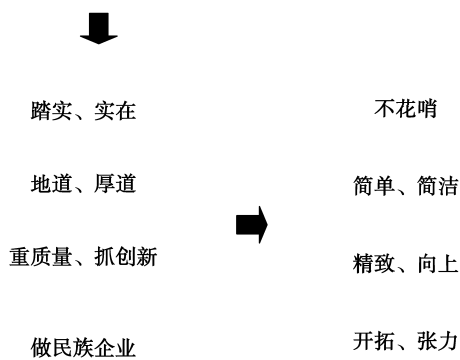 踏实、实在
地道、厚道
重质量、抓创新
做民族企业
不花哨
简单、简洁
精致、向上
开拓、张力